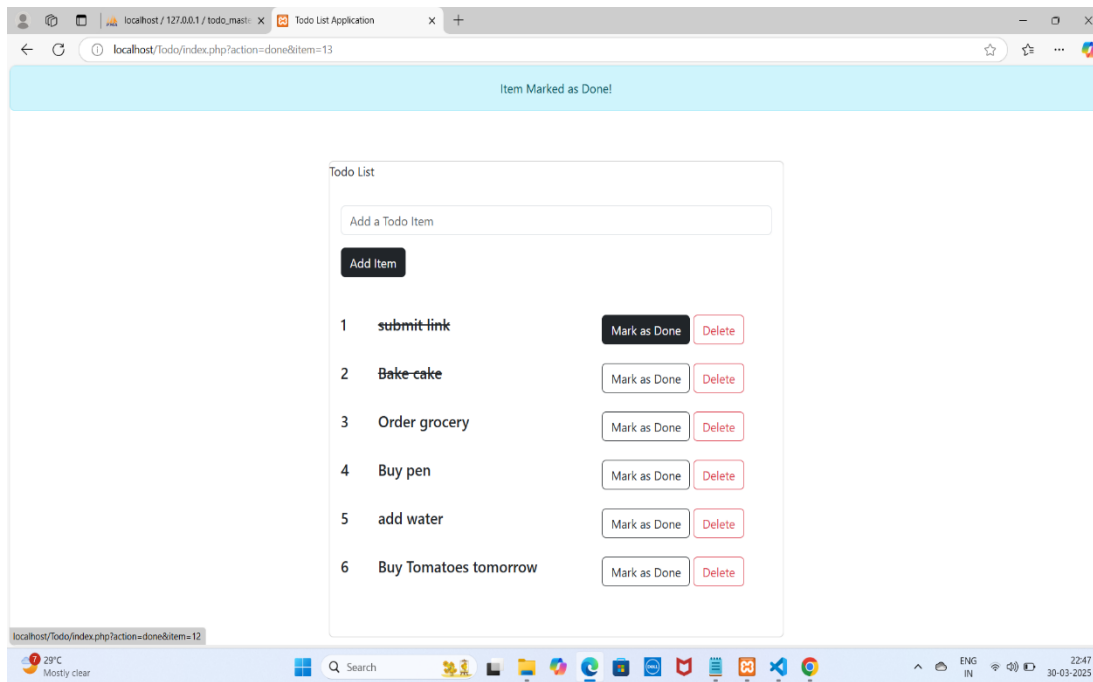 localhost / 127.0.0.1 / todo_maste
Todo List Application
localhost/Todo/index.php?action=done&item=13
Item Marked as Done!
Todo List
Add a Todo Item
Add Item
1 submit link Mark as Done Delete
2 Bake cake Mark as Done Delete
3 Order grocery Mark as Done Delete
4 Buy pen Mark as Done Delete
5 add water Mark as Done Delete
6 Buy Tomatoes tomorrow Mark as Done Delete
localhost/Todo/index.php?action=done&item=12
7 29°C
Mostly clear
Search
DELL
ENG
IN
22:47
30-03-2025